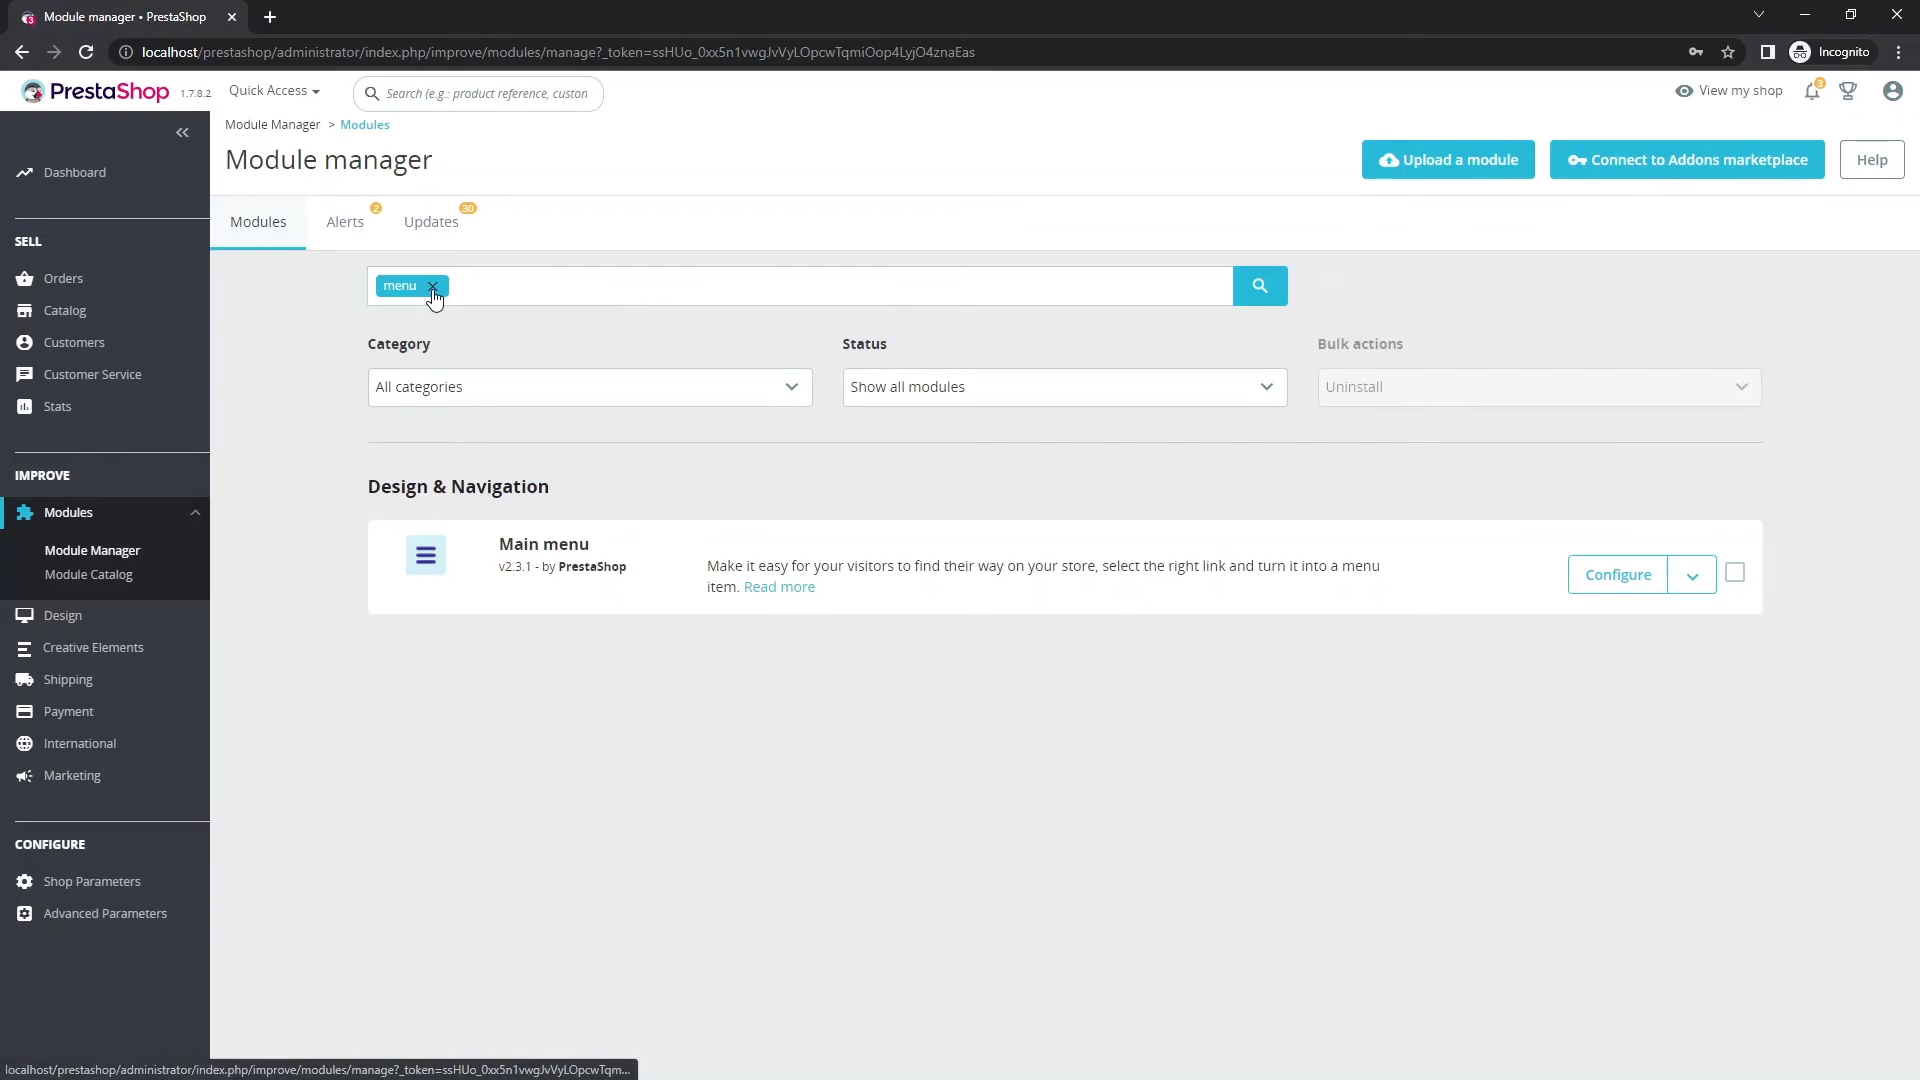 Module manager • PrestaShop
localhost/prestashop/administrator/index.php/improve/modules/manage?_token=ssHUo_0xx5n1vwgJvVyLOpcwTqmiOop4LyjO4znaEas
Incognito
PrestaShop 1.7.8.2
Quick Access
Search (e.g.: product reference, custon
View my shop
3
Module Manager > Modules
Module manager
Upload a module
Connect to Addons marketplace
Help
Modules
Alerts 2
Updates 30
Dashboard
SELL
Orders
Catalog
Customers
Customer Service
Stats
IMPROVE
Modules
Module Manager
Module Catalog
Design
Creative Elements
Shipping
Payment
International
Marketing
CONFIGURE
Shop Parameters
Advanced Parameters
menu
Category
Status
Bulk actions
All categories
Show all modules
Uninstall
Design & Navigation
Main menu
v2.3.1 - by PrestaShop
Make it easy for your visitors to find their way on your store, select the right link and turn it into a menu
item. Read more
Configure
localhost/prestashop/administrator/index.php/improve/modules/manage?_token=ssHUo_0xx5n1vwgJvVyLOpcwTqm...